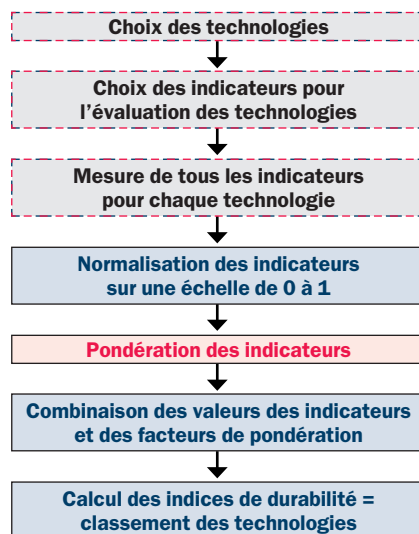 Choix des technologies
Choix des indicateurs pour
l’évaluation des technologies
Mesure de tous les indicateurs
pour chaque technologie
Normalisation des indicateurs
sur une échelle de 0 à 1
Pondération des indicateurs
Combinaison des valeurs des indicateurs
et des facteurs de pondération
Calcul des indices de durabilité =
classement des technologies